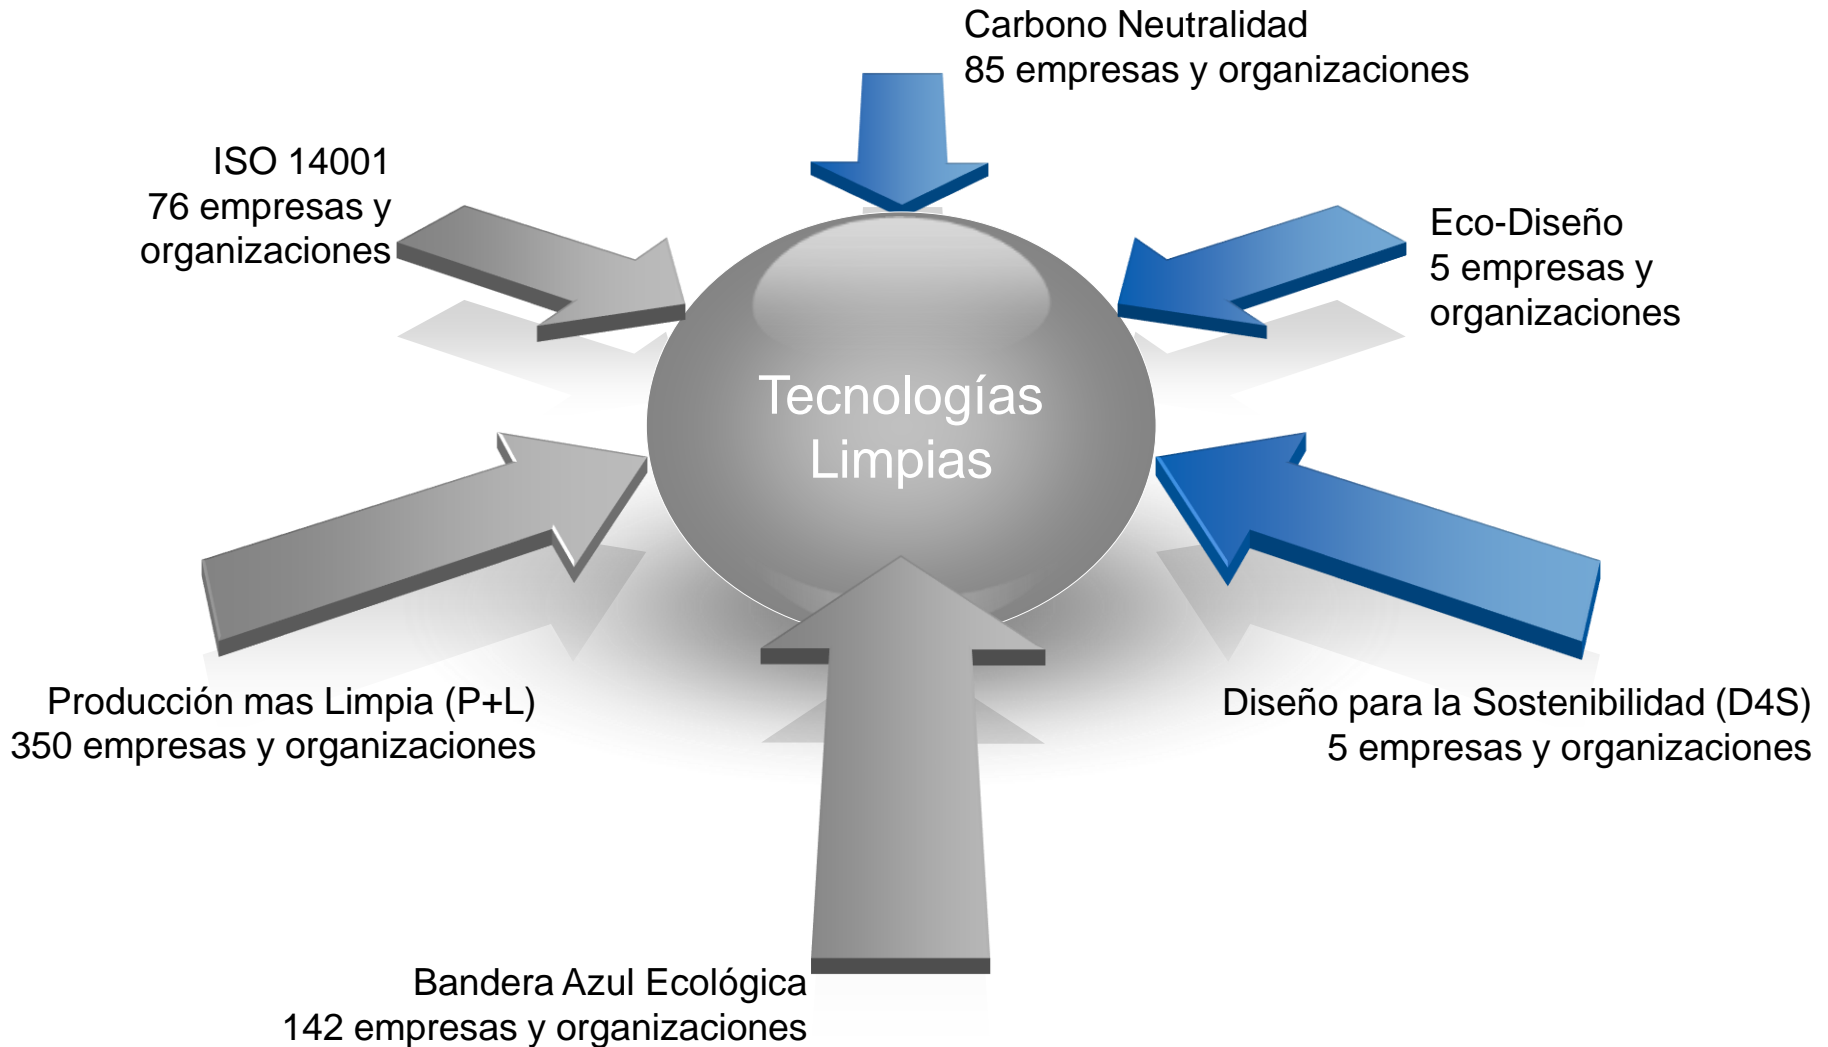 Carbono Neutralidad
85 empresas y organizaciones
ISO 14001
76 empresas y
organizaciones
Eco-Diseño
5 empresas y
organizaciones
Tecnologías
Limpias
Producción mas Limpia (P+L)
350 empresas y organizaciones
Diseño para la Sostenibilidad (D4S)
5 empresas y organizaciones
Bandera Azul Ecológica
142 empresas y organizaciones